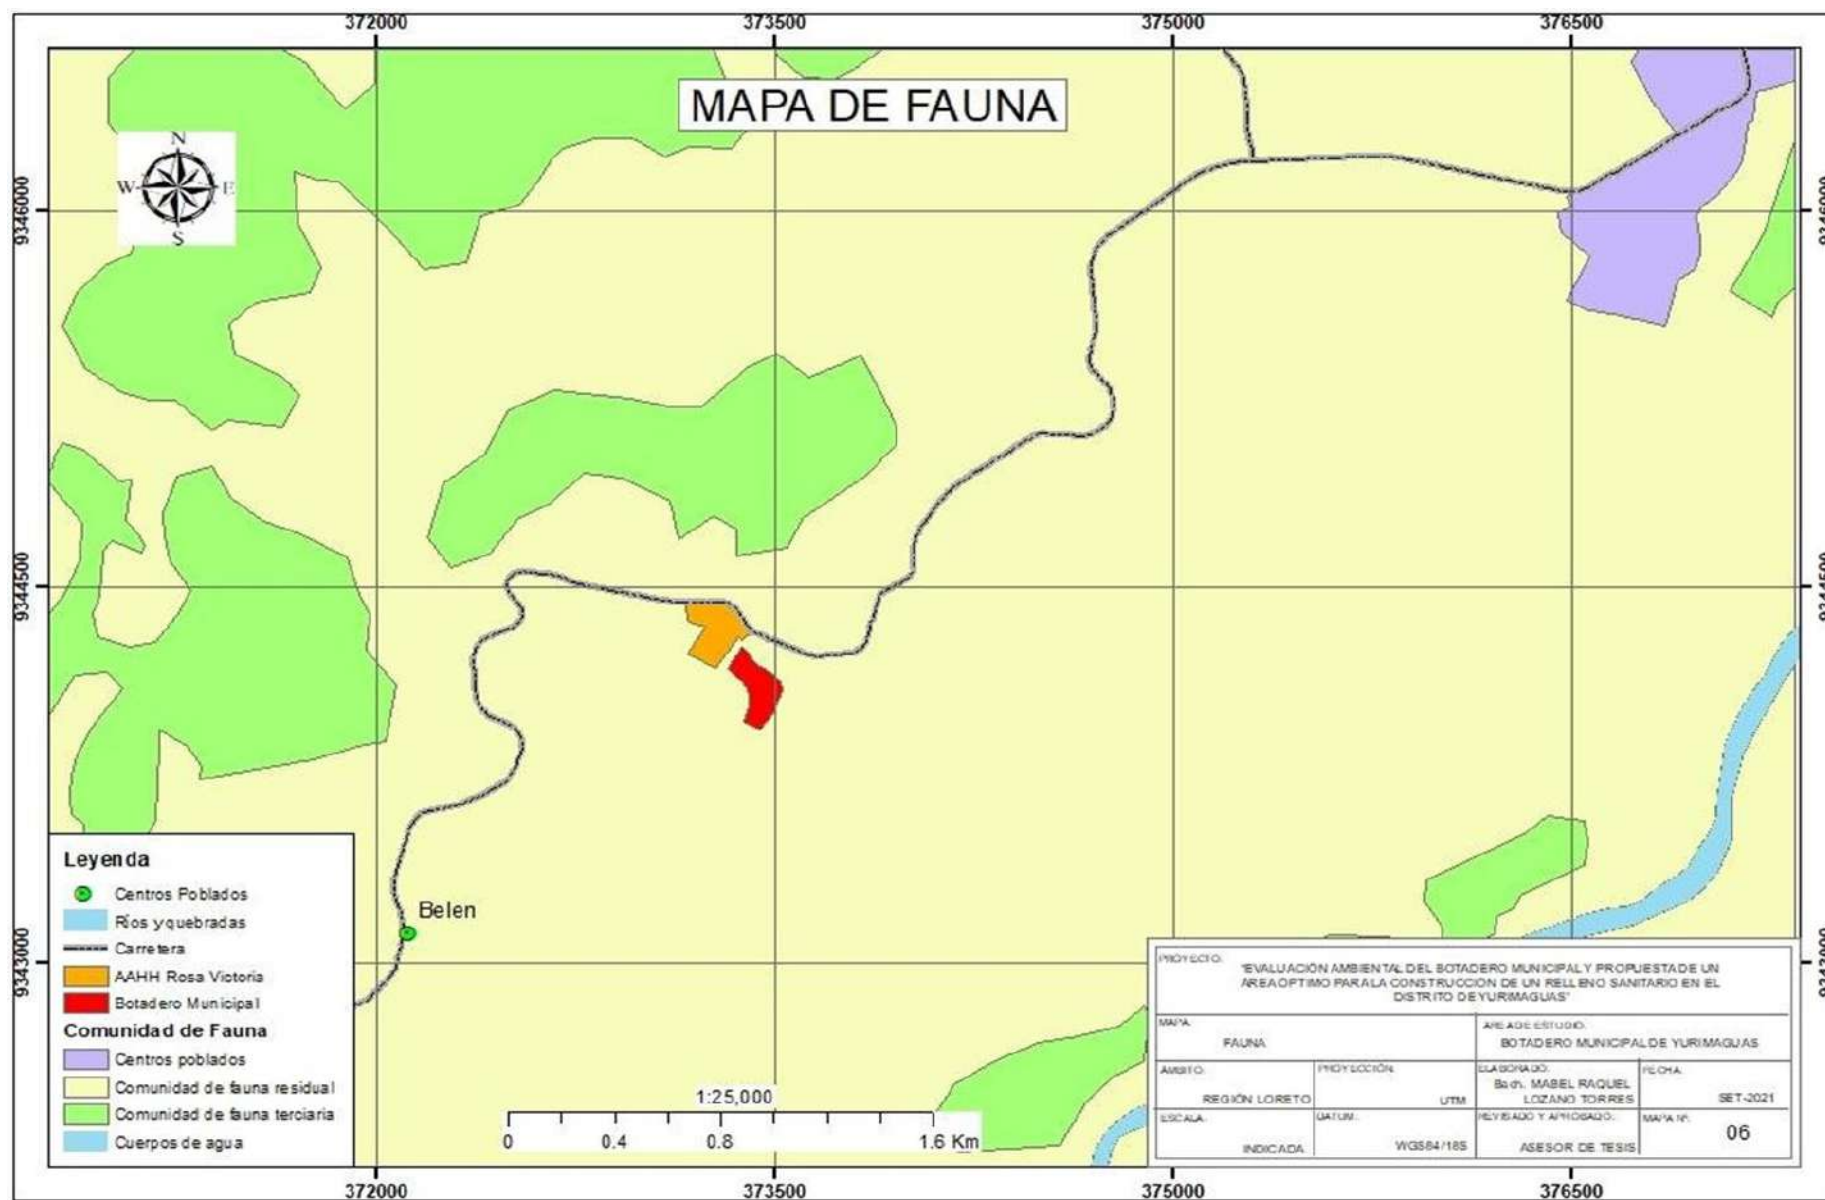 372000 373500 375000 376500
MAPA DE FAUNA
N
W E
S
9346000 9346000
9344500 9344500
9343000 9343000
Belen
Leyenda
Centros Poblados
Ríos y quebradas
Carretera
AAHH Rosa Victoria
Botadero Municipal
Comunidad de Fauna
Centros poblados
Comunidad de fauna residual
Comunidad de fauna terciaria
Cuerpos de agua
1:25,000
0 0.4 0.8 1.6 Km
PROYECTO:
"EVALUACIÓN AMBIENTAL DEL BOTADERO MUNICIPAL Y PROPUESTA DE UN
AREA OPTIMO PARA LA CONSTRUCCION DE UN RELLENO SANITARIO EN EL
DISTRITO DE YURIMAGUAS"
MAPA:
FAUNA
AREA DE ESTUDIO:
BOTADERO MUNICIPAL DE YURIMAGUAS
AMBITO:
REGIÓN LORETO
PROYECCIÓN:
UTM
ELABORADO:
Bach. MABEL RAQUEL
LOZANO TORRES
FECHA:
SET-2021
ESCALA:
INDICADA
DATUM:
WGS84/18S
REVISADO Y APROBADO:
ASESOR DE TESIS
MAPA Nº:
06
372000 373500 375000 376500